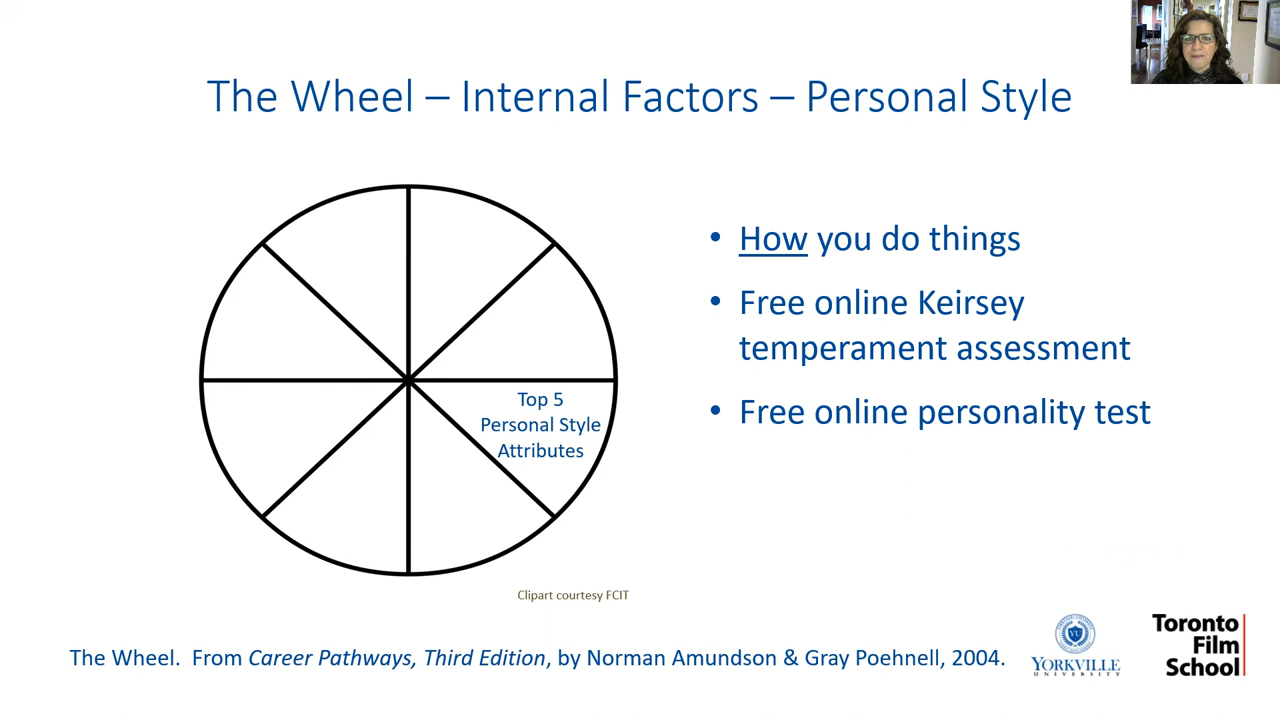 The Wheel – Internal Factors – Personal Style
Top 5
Personal Style
Attributes
• How you do things
• Free online Keirsey
temperament assessment
• Free online personality test
Clipart courtesy FCIT
The Wheel. From Career Pathways, Third Edition, by Norman Amundson & Gray Poehnell, 2004.
YU
YORKVILLE
UNIVERSITY
Toronto
Film
School